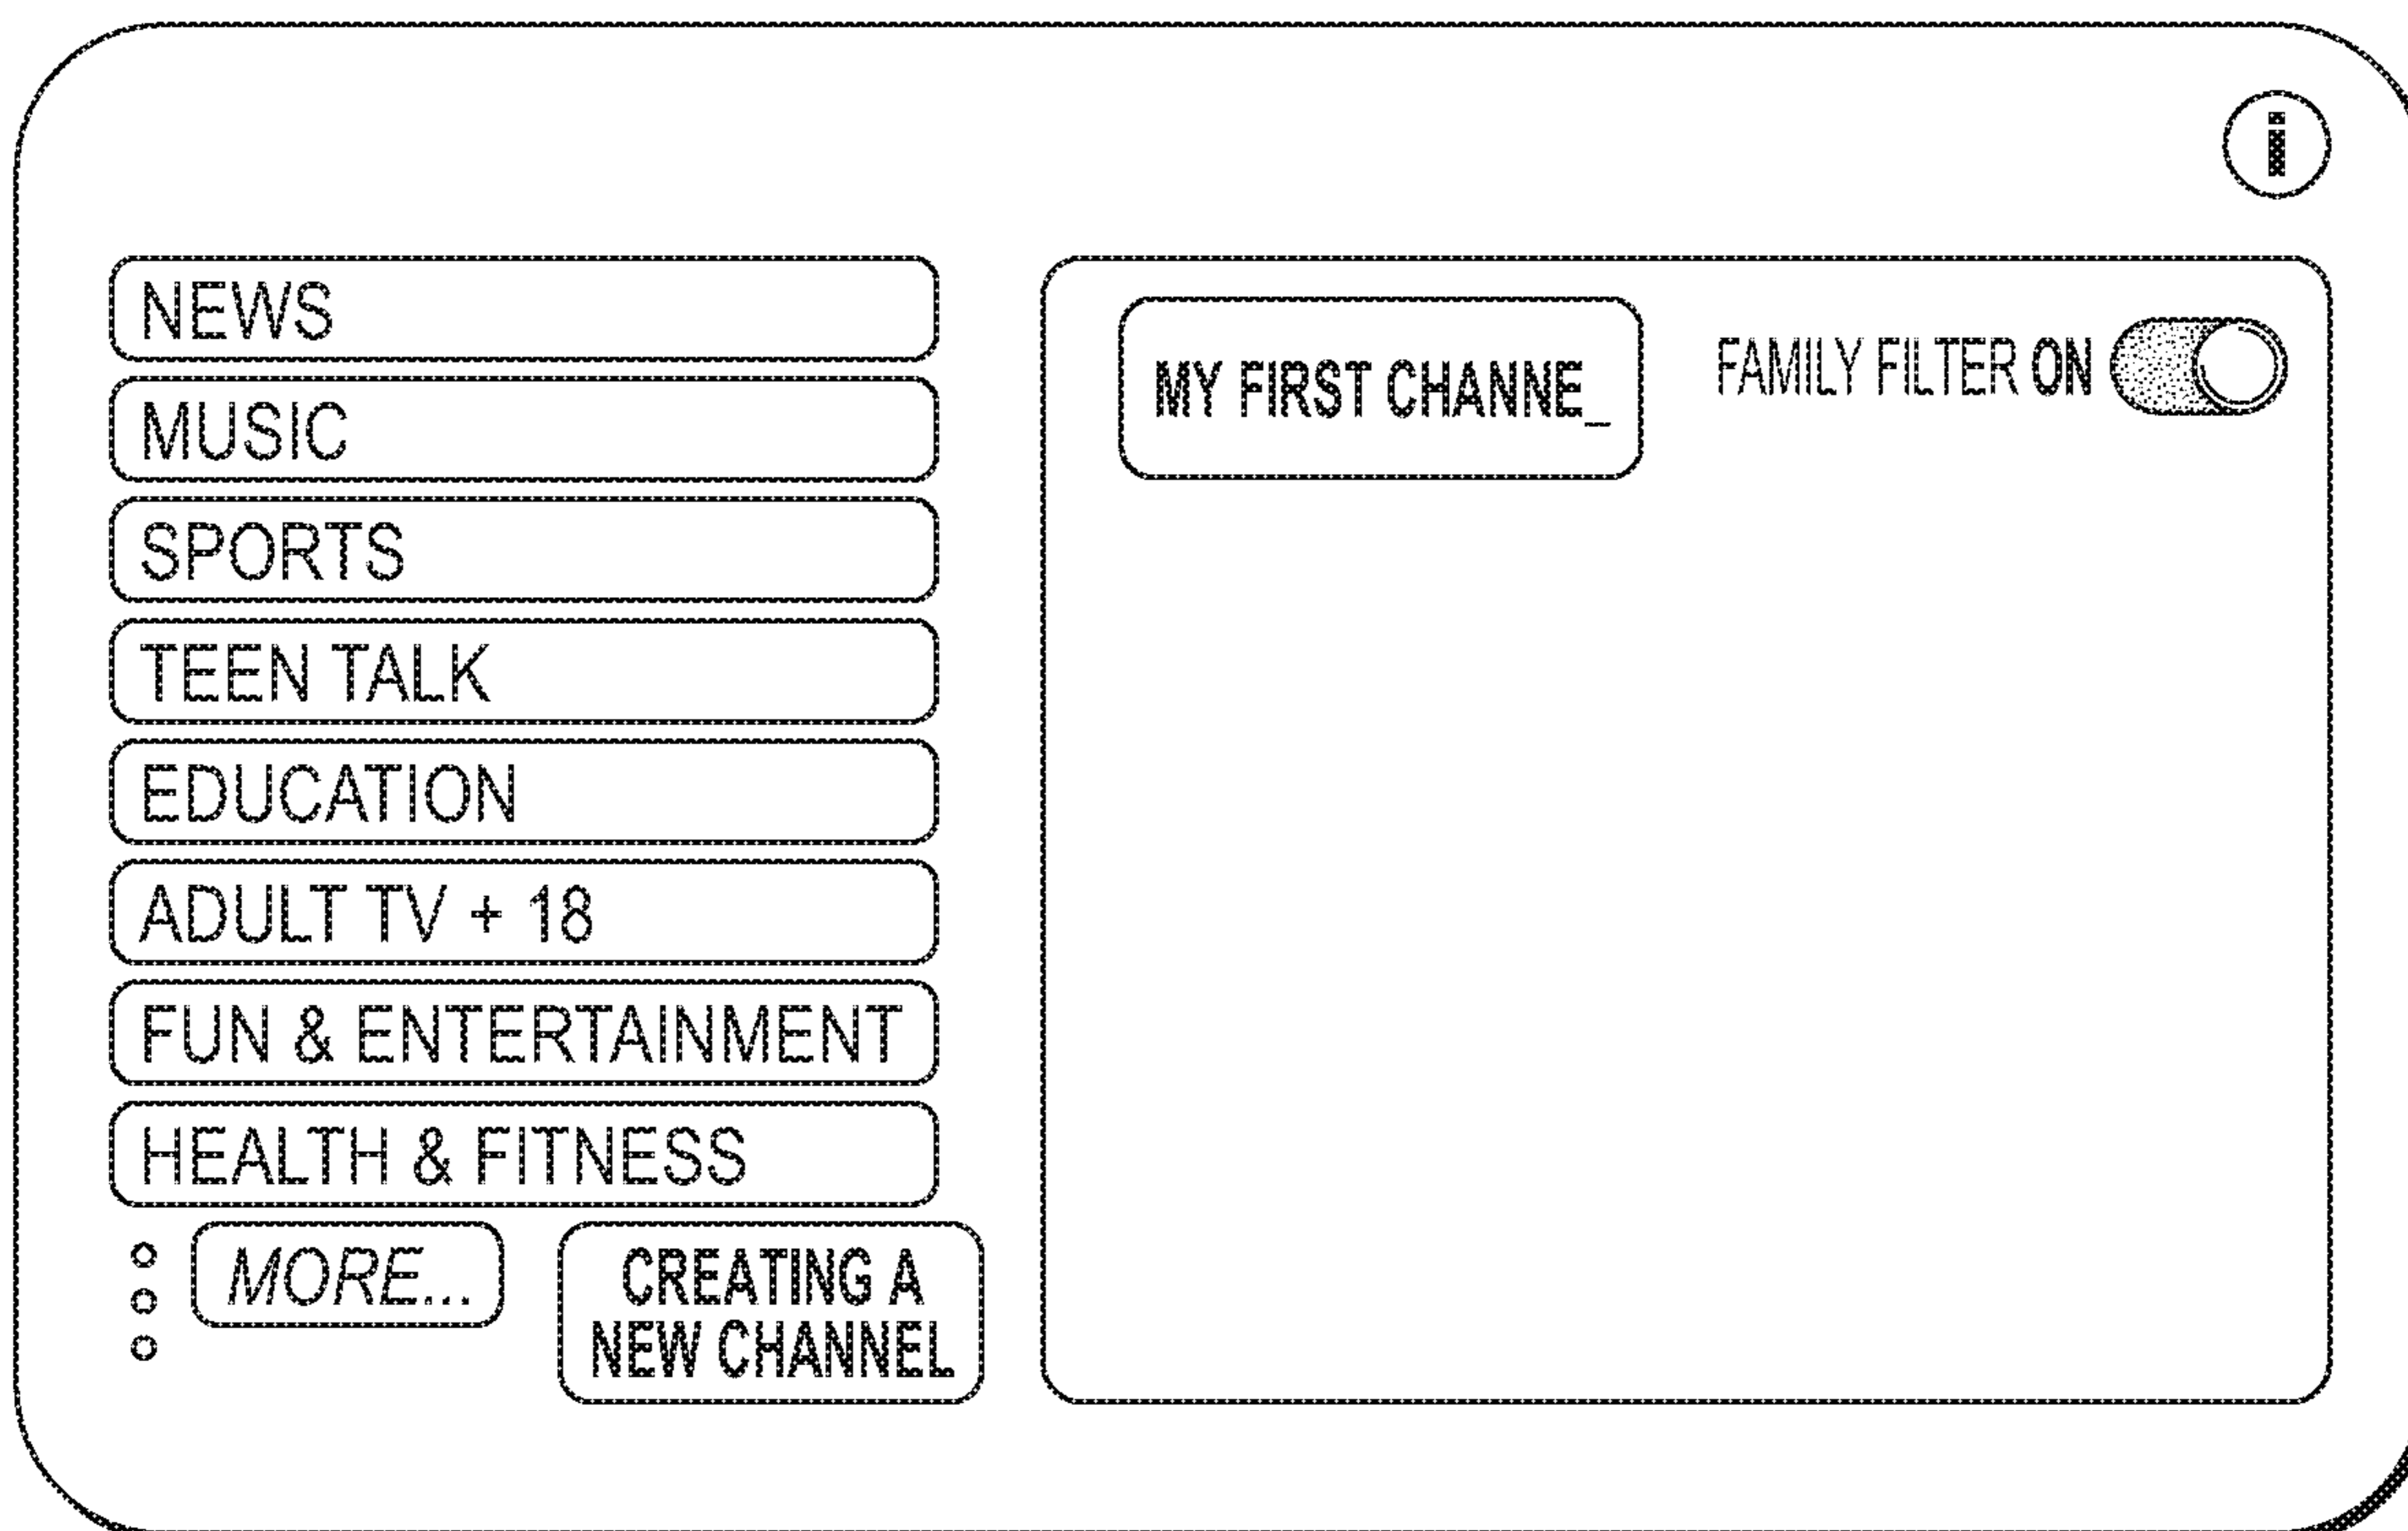 i
NEWS
MUSIC
SPORTS
TEEN TALK
EDUCATION
ADULT TV + 18
FUN & ENTERTAINMENT
HEALTH & FITNESS
MORE...
CREATING A
NEW CHANNEL
MY FIRST CHANNE_
FAMILY FILTER ON